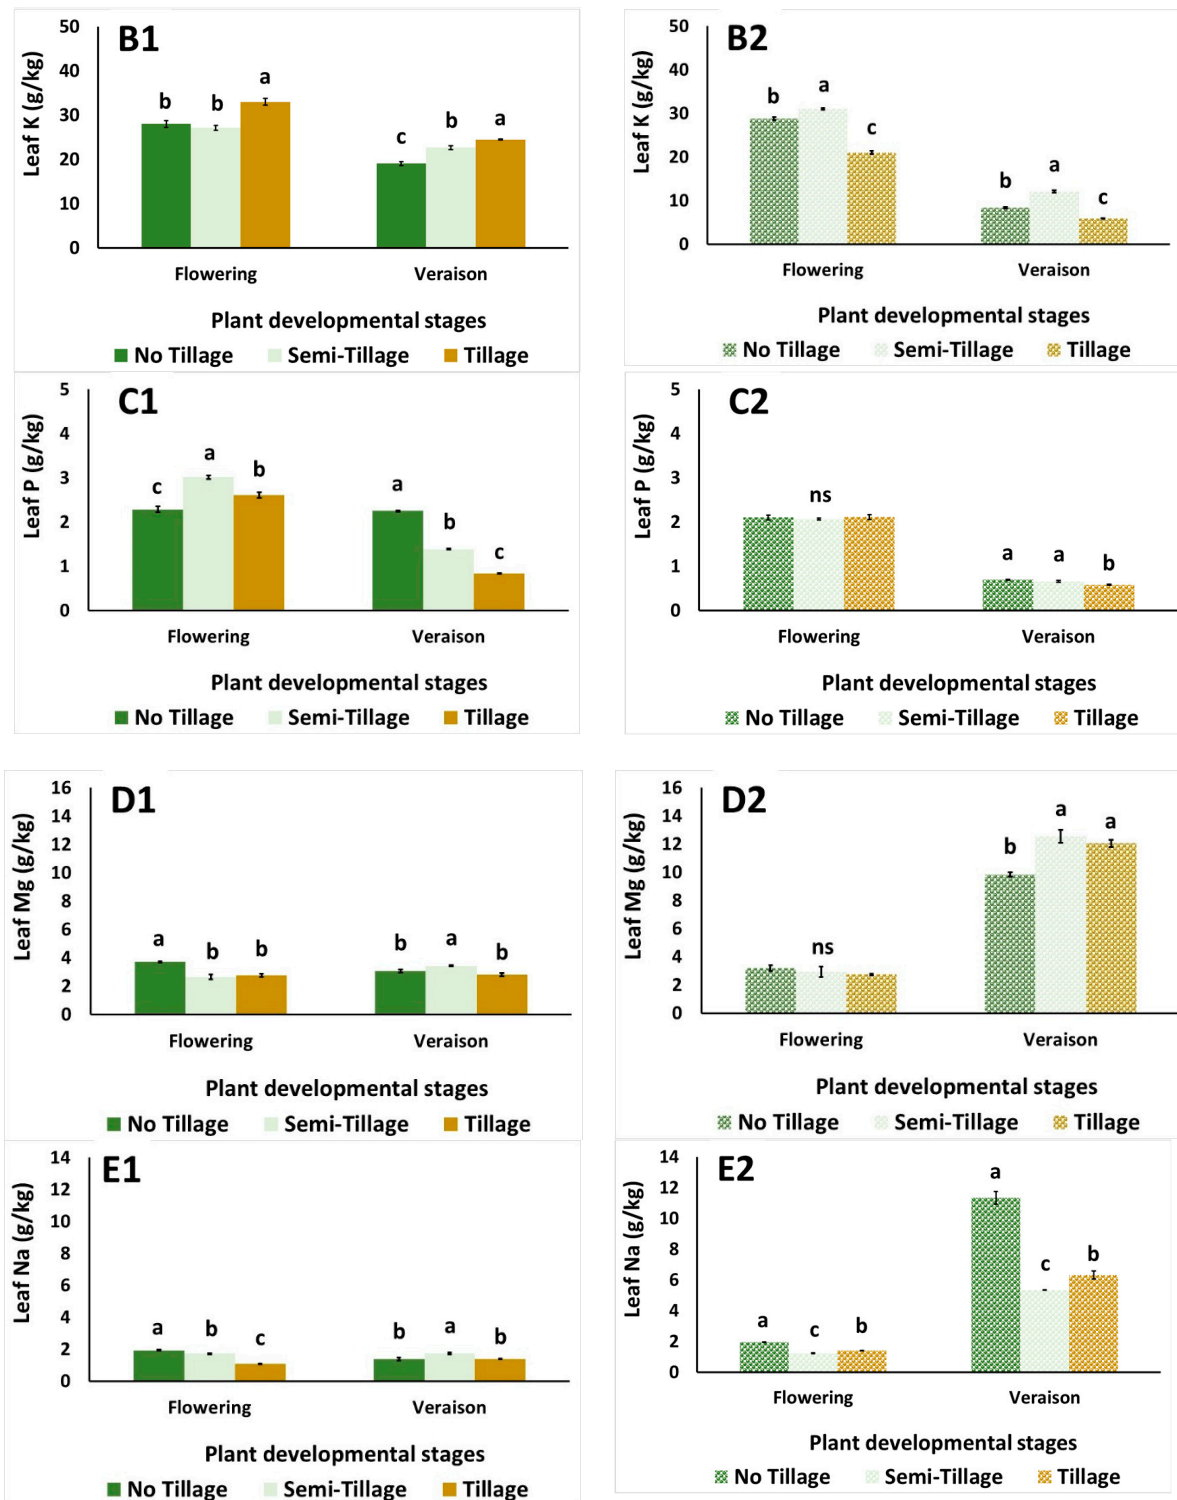 B1
Leaf K (g/kg)
50
40
30
20
10
0
b b a
c b a
Flowering Veraison
Plant developmental stages
No Tillage Semi-Tillage Tillage
B2
Leaf K (g/kg)
50
40
30
20
10
0
b a c
b a c
Flowering Veraison
Plant developmental stages
No Tillage Semi-Tillage Tillage
C1
Leaf P (g/kg)
5
4
3
2
1
0
c a b
a b c
Flowering Veraison
Plant developmental stages
No Tillage Semi-Tillage Tillage
C2
Leaf P (g/kg)
5
4
3
2
1
0
ns
a a b
Flowering Veraison
Plant developmental stages
No Tillage Semi-Tillage Tillage
D1
Leaf Mg (g/kg)
16
14
12
10
8
6
4
2
0
a b b
b a b
Flowering Veraison
Plant developmental stages
No Tillage Semi-Tillage Tillage
D2
Leaf Mg (g/kg)
16
14
12
10
8
6
4
2
0
ns
b a a
Flowering Veraison
Plant developmental stages
No Tillage Semi-Tillage Tillage
E1
Leaf Na (g/kg)
14
12
10
8
6
4
2
0
a b c
b a b
Flowering Veraison
Plant developmental stages
No Tillage Semi-Tillage Tillage
E2
Leaf Na (g/kg)
14
12
10
8
6
4
2
0
a c b
a c b
Flowering Veraison
Plant developmental stages
No Tillage Semi-Tillage Tillage